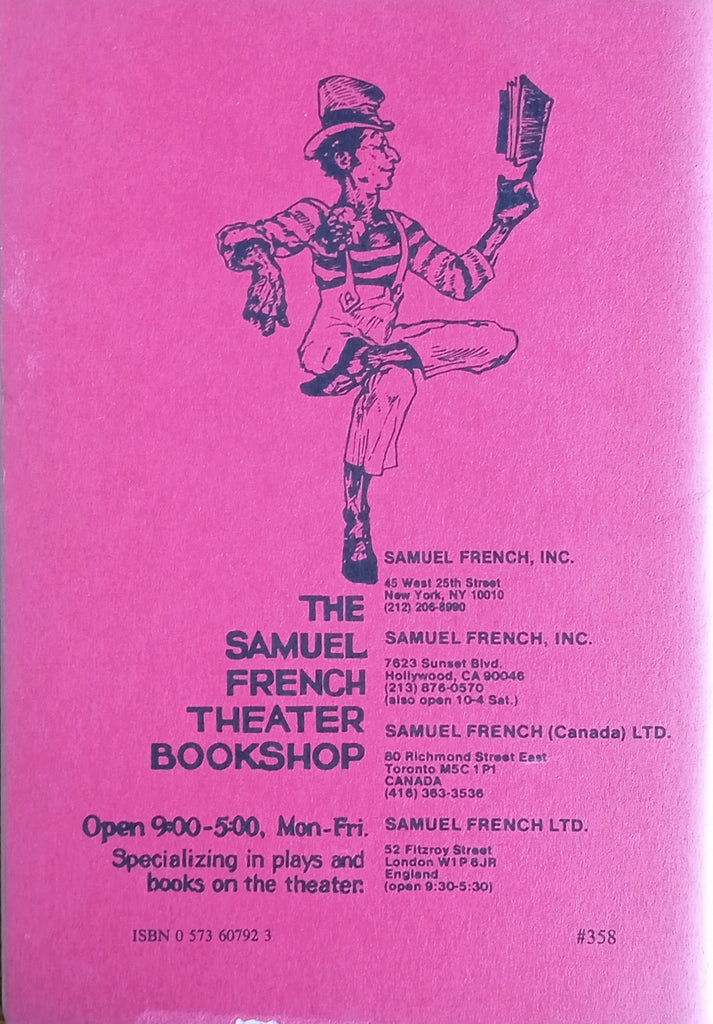 THE
SAMUEL
FRENCH
THEATER
BOOKSHOP
Open 9:00-5:00, Mon-Fri.
Specializing in plays and
books on the theater.
SAMUEL FRENCH, INC.
45 West 25th Street
New York, NY 10010
(212) 206-8990
SAMUEL FRENCH, INC.
7623 Sunset Blvd.
Hollywood, CA 90046
(213) 876-0570
(also open 10-4 Sat.)
SAMUEL FRENCH (Canada) LTD.
80 Richmond Street East
Toronto M5C 1P1
CANADA
(416) 363-3536
SAMUEL FRENCH LTD.
52 Fitzroy Street
London W1P 6JR
England
(open 9:30-5:30)
ISBN 0 573 60792 3
#358